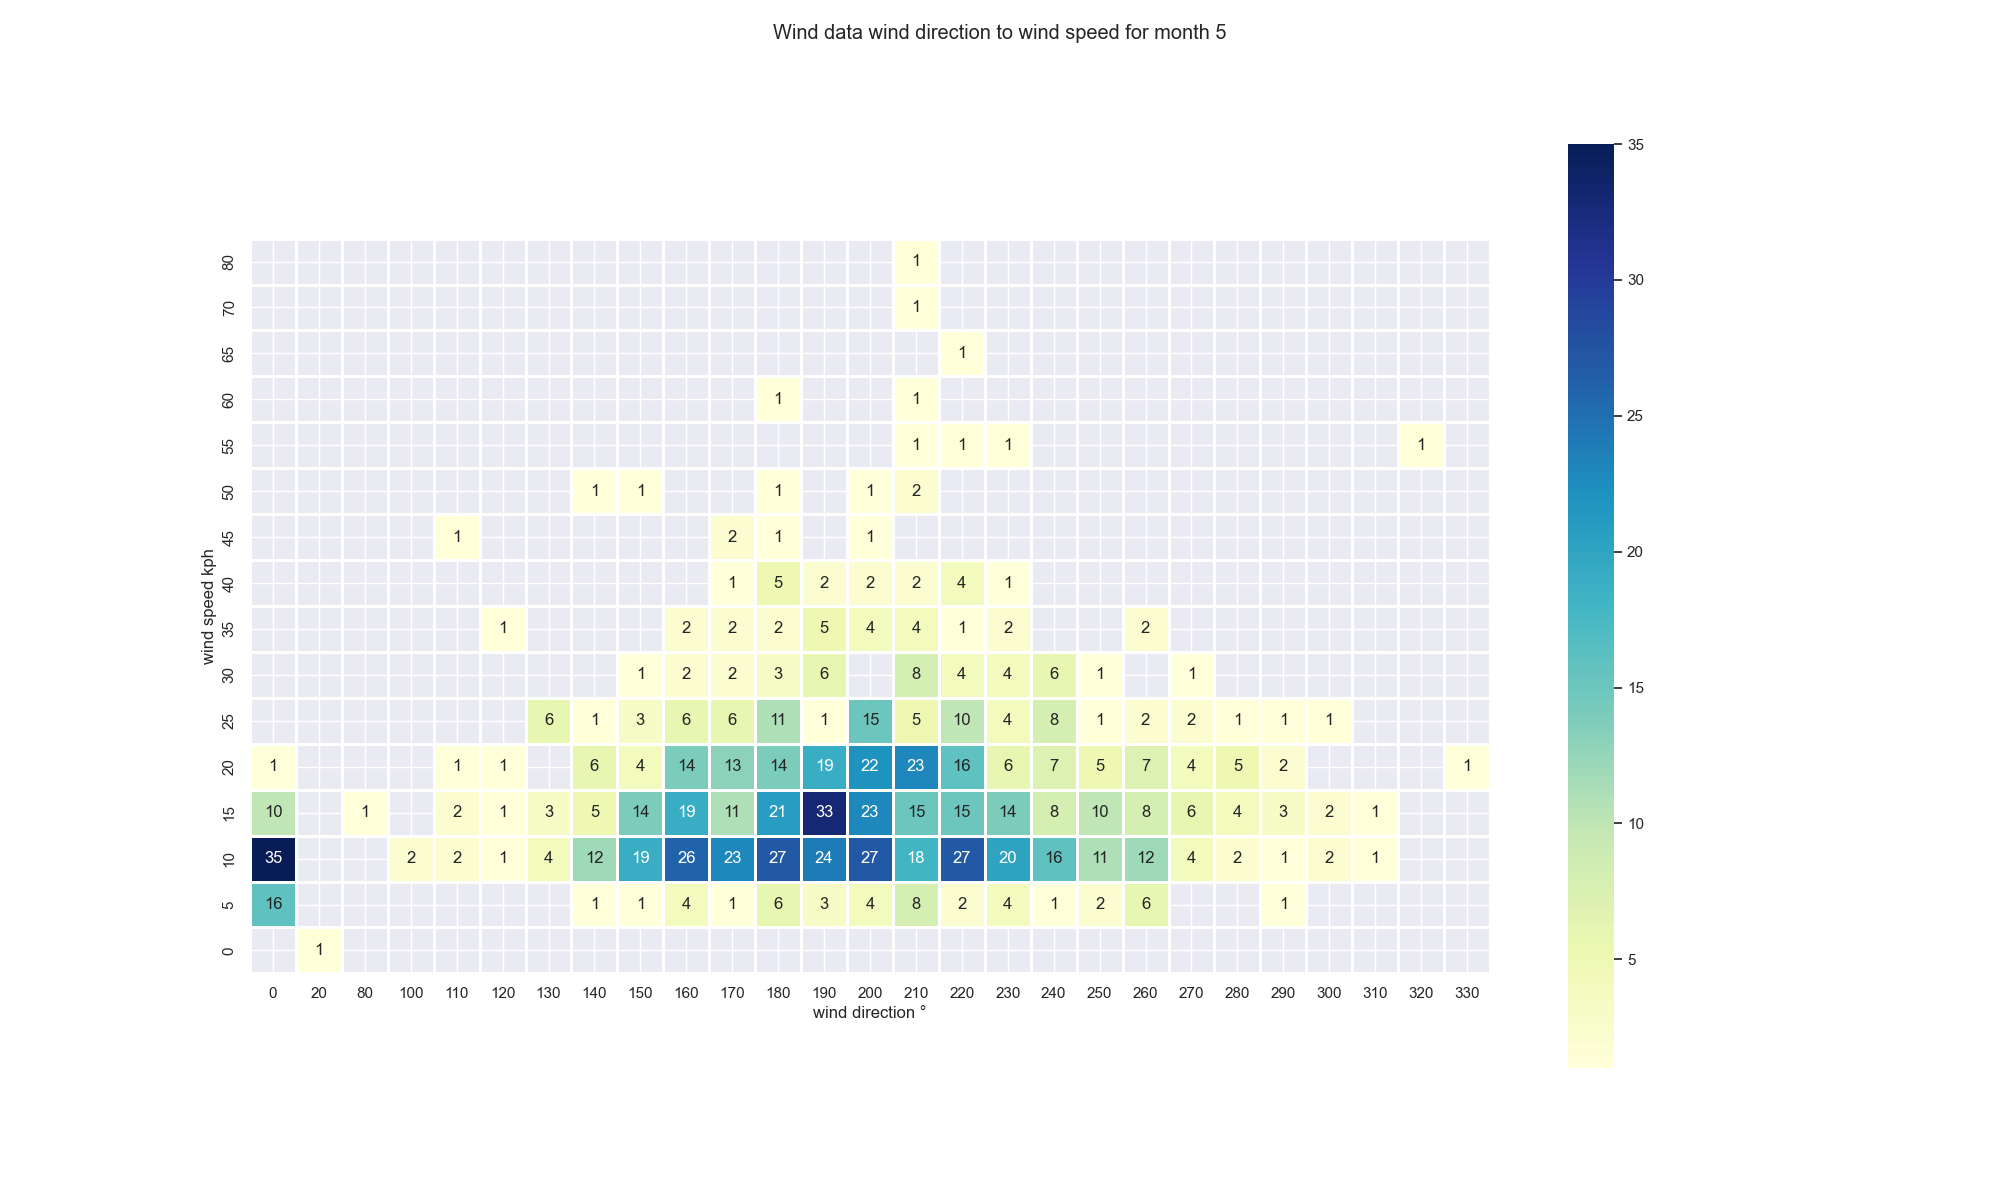 Wind data wind direction to wind speed for month 5
35
80 1
70 1
30
65 1
60 1 1
25
55 1 1 1 1
50 1 1 1 1 2
45 1 2 1 1
20
wind speed kph
40 1 5 2 2 2 4 1
35 1 2 2 2 5 4 4 1 2 2
30 1 2 2 3 6 8 4 4 6 1 1
15
25 6 1 3 6 6 11 1 15 5 10 4 8 1 2 2 1 1 1
20 1 1 1 6 4 14 13 14 19 22 23 16 6 7 5 7 4 5 2 1
15 10 1 2 1 3 5 14 19 11 21 33 23 15 15 14 8 10 8 6 4 3 2 1
10
10 35 2 2 1 4 12 19 26 23 27 24 27 18 27 20 16 11 12 4 2 1 2 1
5 16 1 1 4 1 6 3 4 8 2 4 1 2 6 1
0 1
5
0 20 80 100 110 120 130 140 150 160 170 180 190 200 210 220 230 240 250 260 270 280 290 300 310 320 330
wind direction °